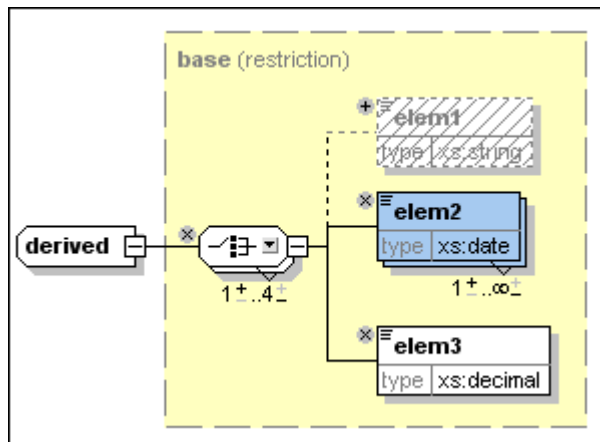 base (restriction)
elem1
type xs:string
elem2
type xs:date
1 ± ..∞ ±
derived
1 ± ..4 ±
elem3
type xs:decimal